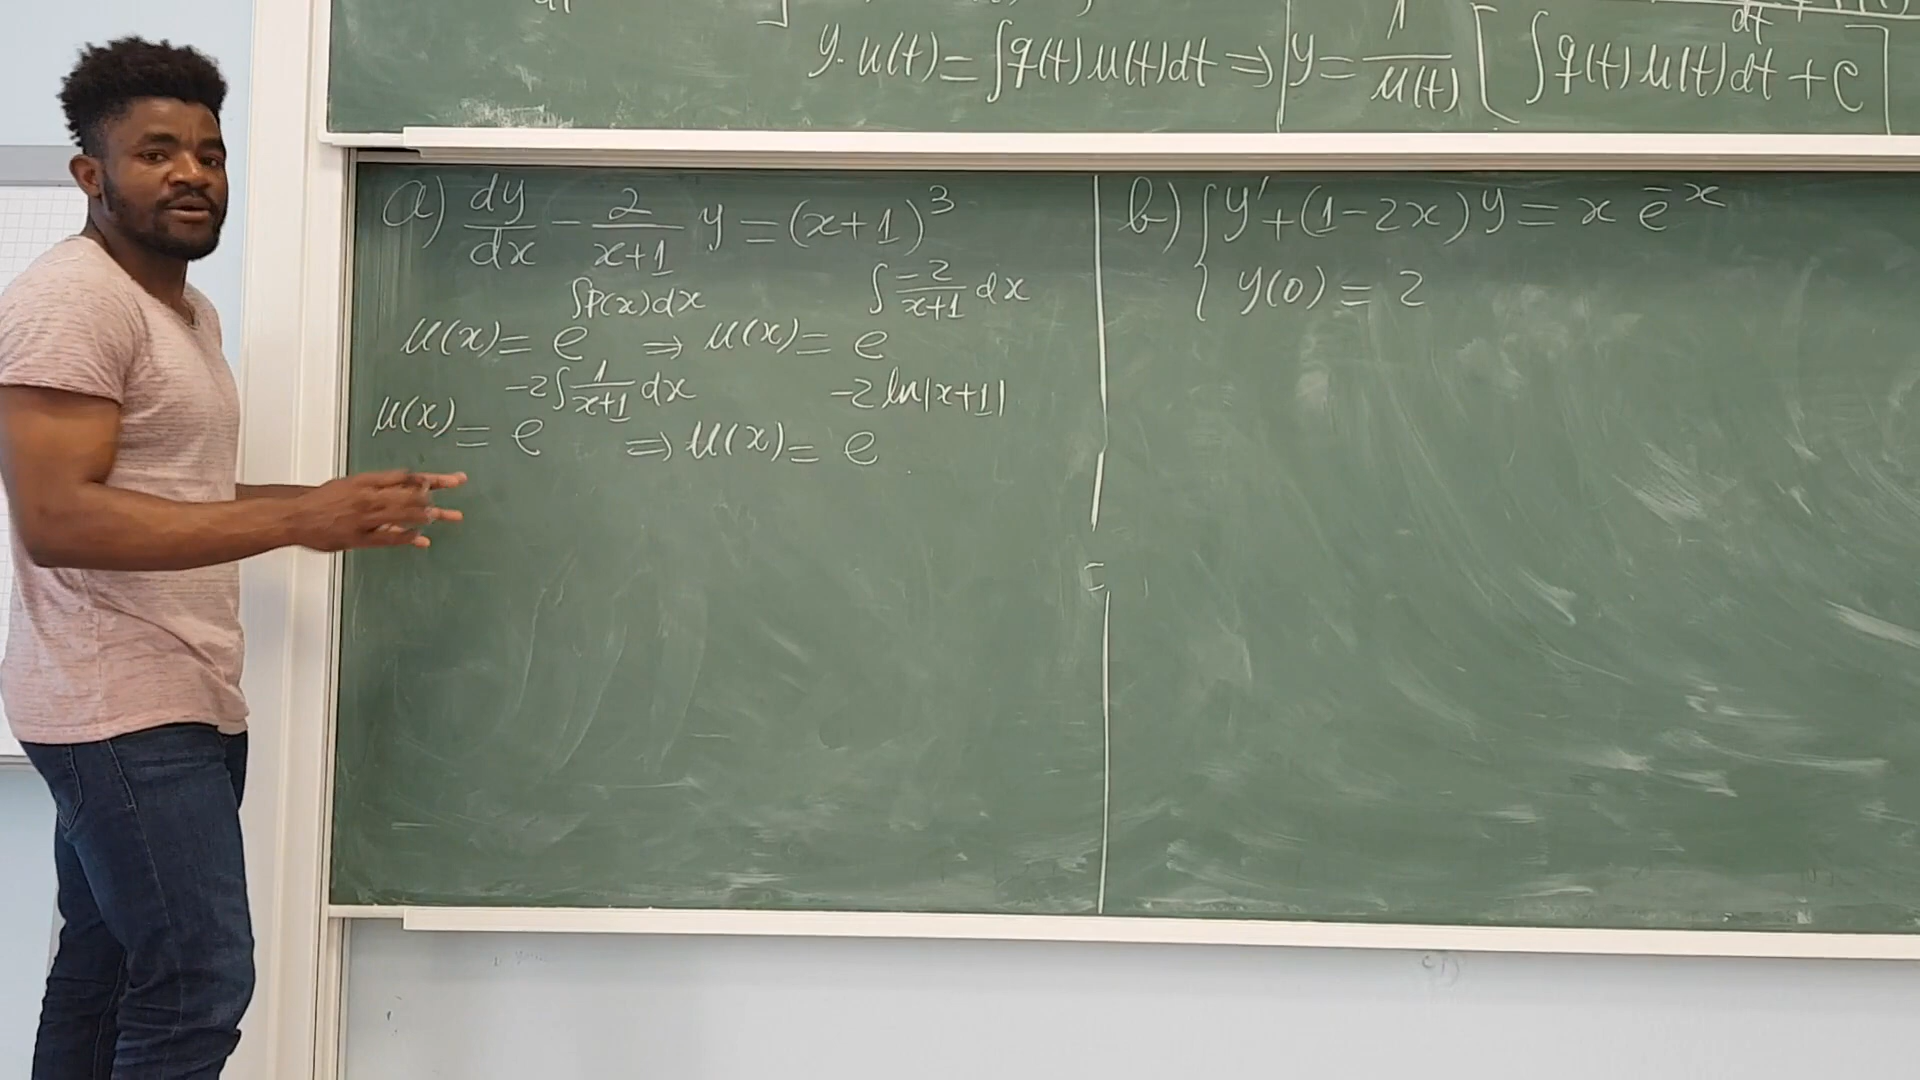 y·u(t)=∫q(t)u(t)dt ⇒ y=1/u(t) [∫q(t)u(t)dt+C]
a) dy/dx - 2/(x+1) y = (x+1)^3
u(x)= e^(∫P(x)dx) ⇒ u(x)= e^(∫-2/(x+1) dx)
u(x)= e^(-2∫1/(x+1) dx) ⇒ u(x)= e^(-2 ln|x+1|)
b) { y'+(1-2x)y = x e^-x
y(0)=2